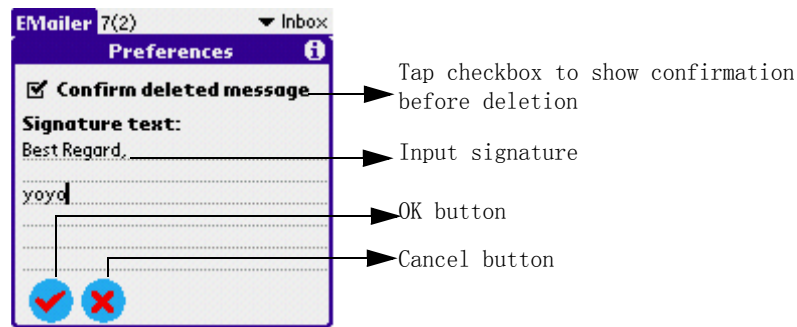 EMailer 7(2) Inbox
Preferences
Confirm deleted message
Signature text:
Best Regard,
yoyo
Tap checkbox to show confirmation
before deletion
Input signature
OK button
Cancel button